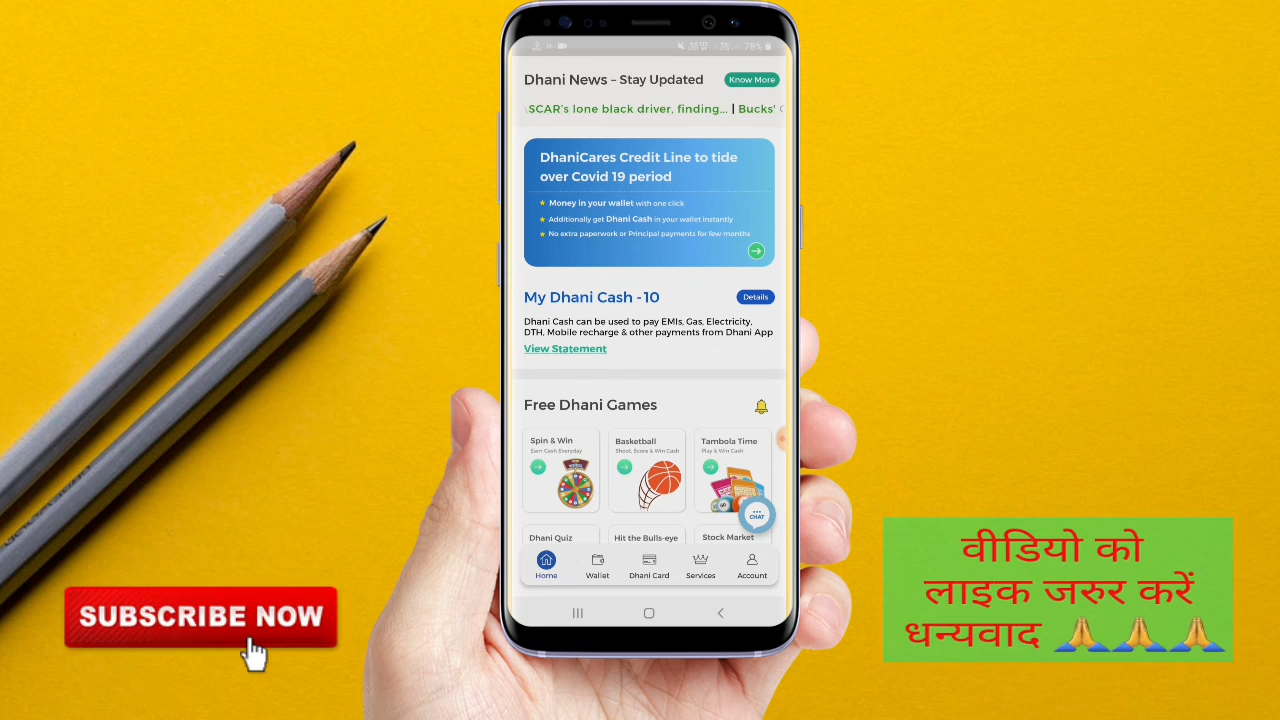 78%
Dhani News – Stay Updated
Know More
SCAR's lone black driver, finding... | Bucks'
DhaniCares Credit Line to tide
over Covid 19 period
Money in your wallet with one click
Additionally get Dhani Cash in your wallet instantly
No extra paperwork or Principal payments for few months
My Dhani Cash - 10
Details
Dhani Cash can be used to pay EMIs, Gas, Electricity,
DTH, Mobile recharge & other payments from Dhani App
View Statement
Free Dhani Games
Spin & Win
Earn Cash Everyday
Basketball
Shoot, Score & Win Cash
Tambola Time
Play & Win Cash
CHAT
Dhani Quiz
Hit the Bulls-eye
Stock Market
Home
Wallet
Dhani Card
Services
Account
SUBSCRIBE NOW
वीडियो को
लाइक जरुर करें
धन्यवाद 🙏🙏🙏